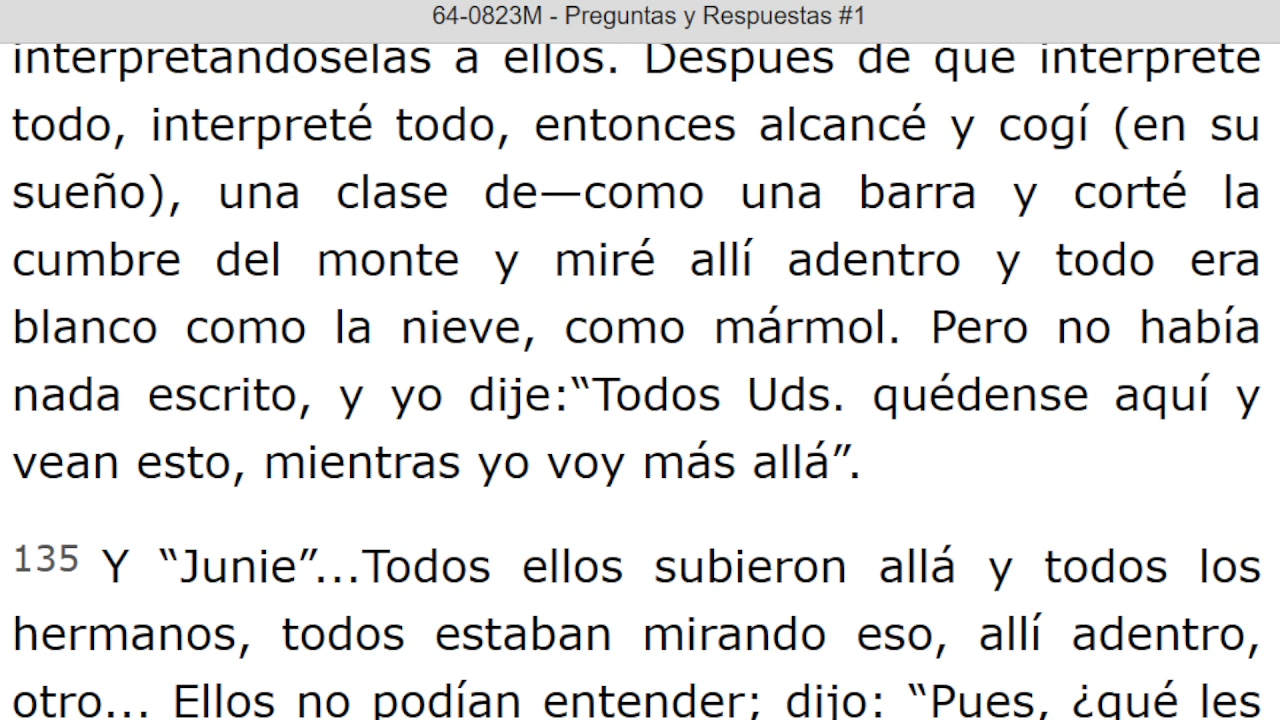 64-0823M - Preguntas y Respuestas #1
interpretándoselas a ellos. Después de que interpreté
todo, interpreté todo, entonces alcancé y cogí (en su
sueño), una clase de—como una barra y corté la
cumbre del monte y miré allí adentro y todo era
blanco como la nieve, como mármol. Pero no había
nada escrito, y yo dije:“Todos Uds. quédense aquí y
vean esto, mientras yo voy más allá”.
135 Y “Junie”...Todos ellos subieron allá y todos los
hermanos, todos estaban mirando eso, allí adentro,
otro... Ellos no podían entender; dijo: “Pues, ¿qué les